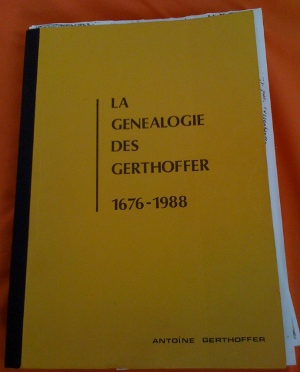 LA
GENEALOGIE
DES
GERTHOFFER
1676-1988
ANTOINE GERTHOFFER